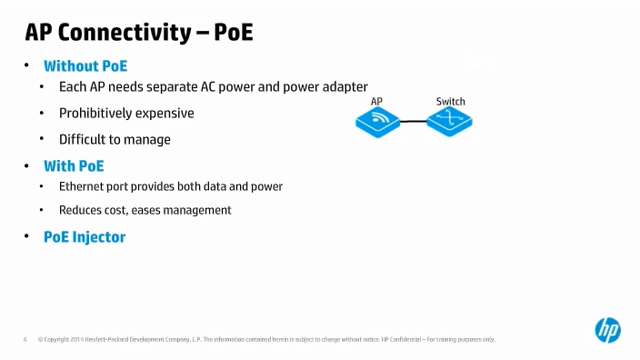 AP Connectivity – PoE
• Without PoE
• Each AP needs separate AC power and power adapter
AP
Switch
• Prohibitively expensive
• Difficult to manage
• With PoE
• Ethernet port provides both data and power
• Reduces cost, eases management
• PoE Injector
hp
6 © Copyright 2014 Hewlett-Packard Development Company, L.P. The information contained herein is subject to change without notice. HP Confidential – For training purposes only.